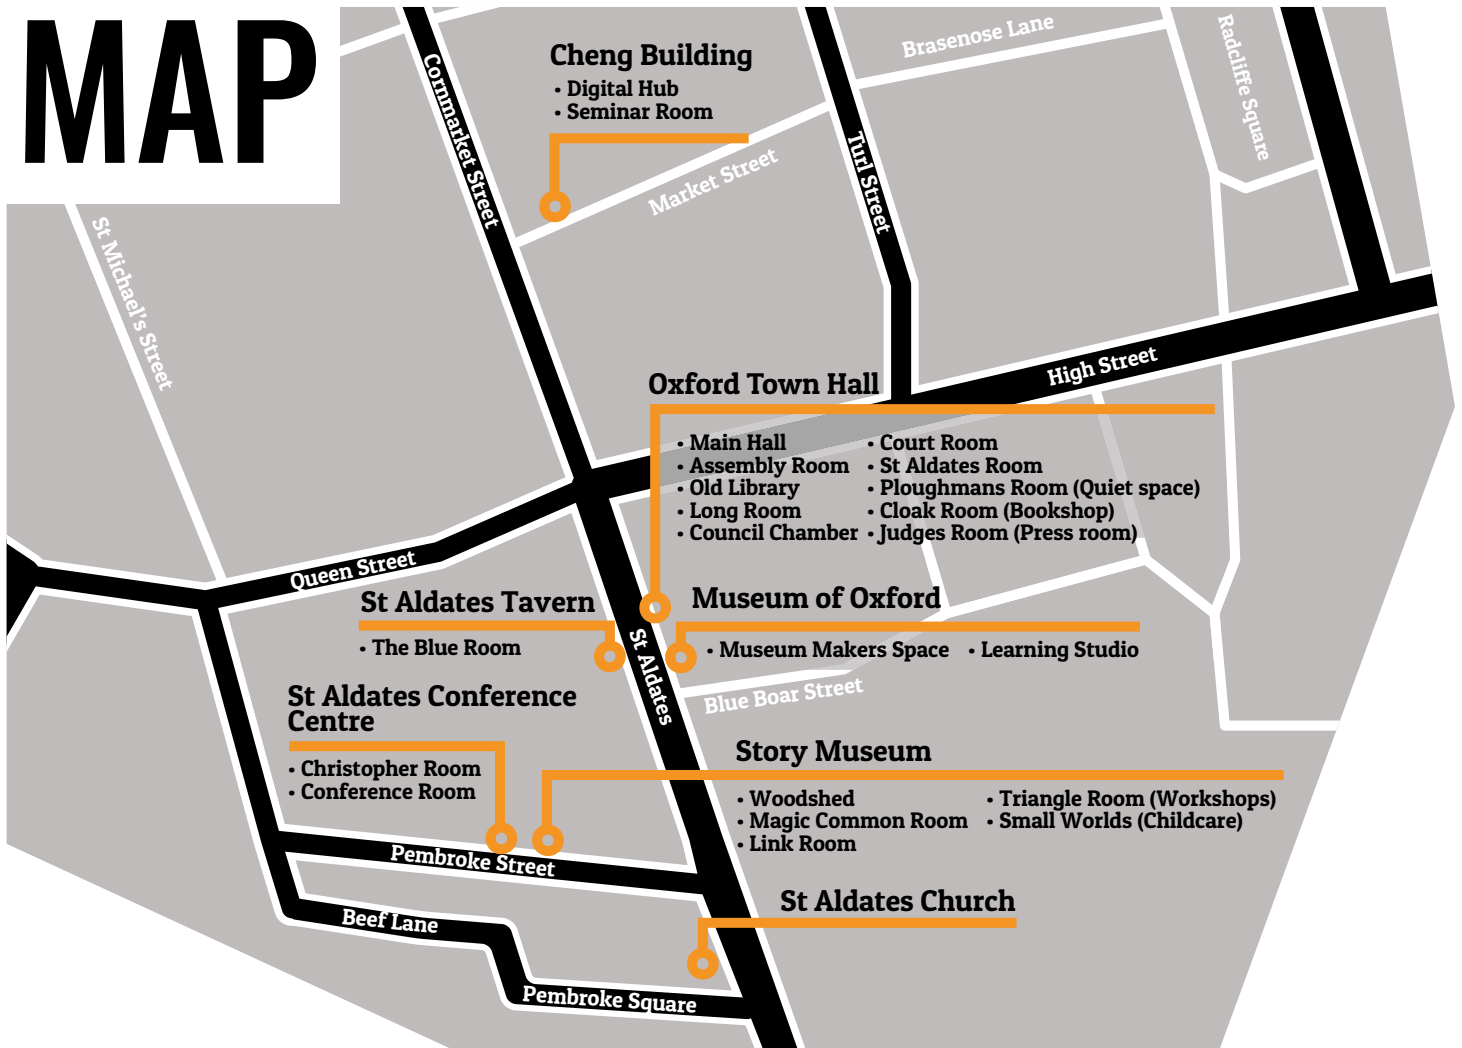 MAP
Cornmarket Street
Cheng Building
• Digital Hub
• Seminar Room
Market Street
Turl Street
Brasenose Lane
Radcliffe Square
St Michael's Street
High Street
Oxford Town Hall
• Main Hall
• Assembly Room
• Old Library
• Long Room
• Council Chamber
• Court Room
• St Aldates Room
• Ploughmans Room (Quiet space)
• Cloak Room (Bookshop)
• Judges Room (Press room)
Queen Street
St Aldates Tavern
• The Blue Room
Museum of Oxford
• Museum Makers Space • Learning Studio
St Aldates
Blue Boar Street
St Aldates Conference
Centre
• Christopher Room
• Conference Room
Story Museum
• Woodshed
• Magic Common Room
• Link Room
• Triangle Room (Workshops)
• Small Worlds (Childcare)
Pembroke Street
St Aldates Church
Beef Lane
Pembroke Square